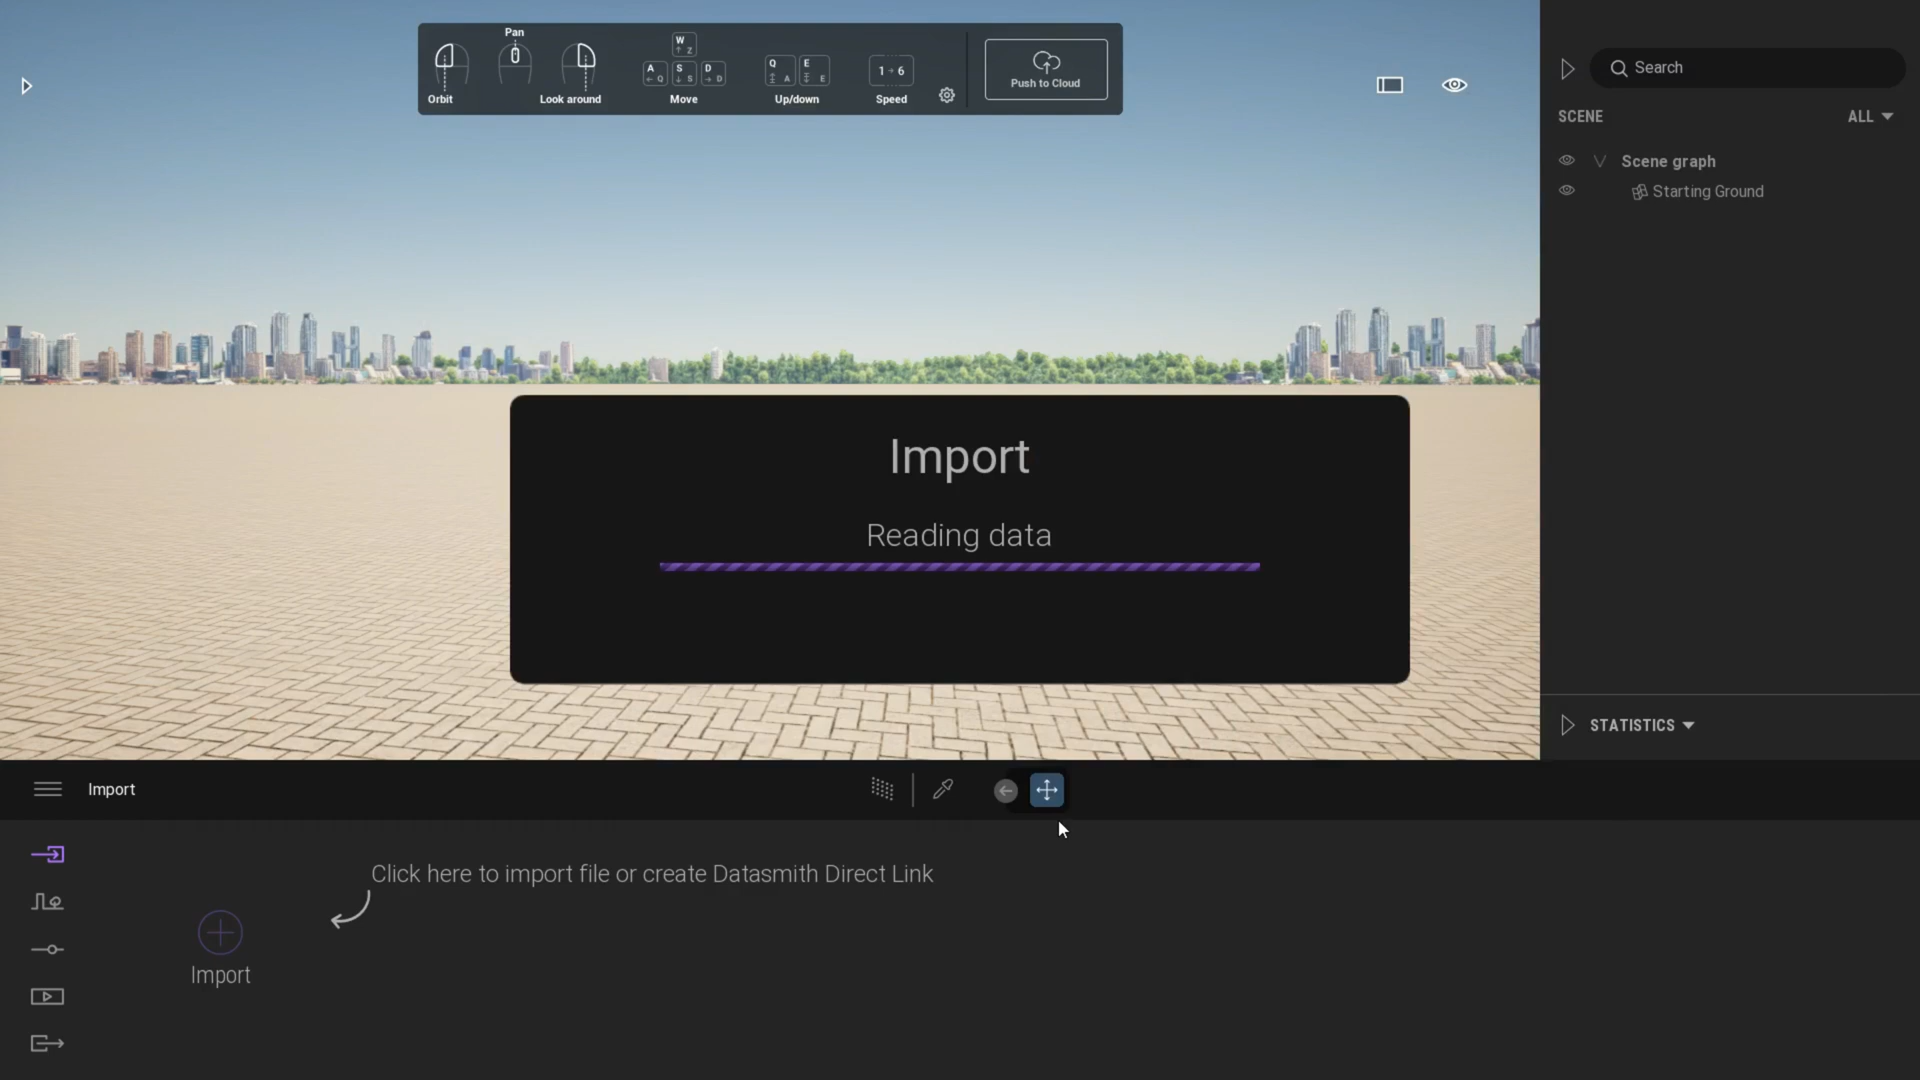 Pan
Orbit
Look around
W
↑ Z
A
← Q
S
↓ S
D
→ D
Move
Q
↥ A
E
↧ E
Up/down
1 → 6
Speed
Push to Cloud
Search
SCENE
ALL
Scene graph
Starting Ground
Import
Reading data
STATISTICS
Import
Click here to import file or create Datasmith Direct Link
Import